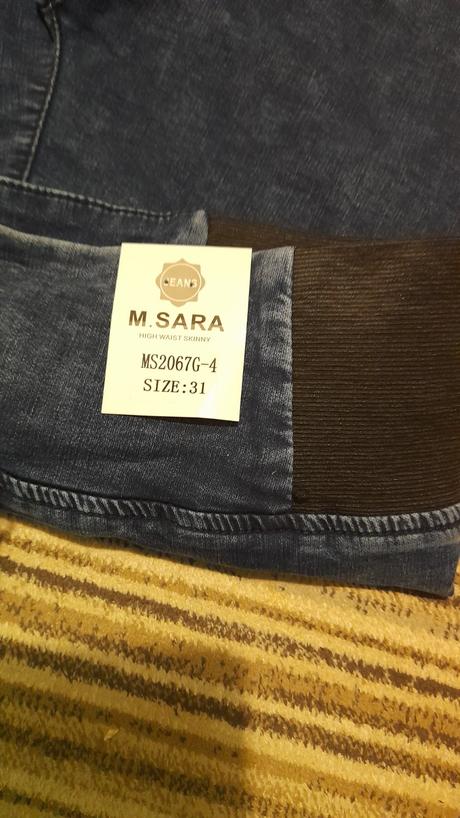 JEANS
M.SARA
HIGH WAIST SKINNY
MS2067G-4
SIZE:31